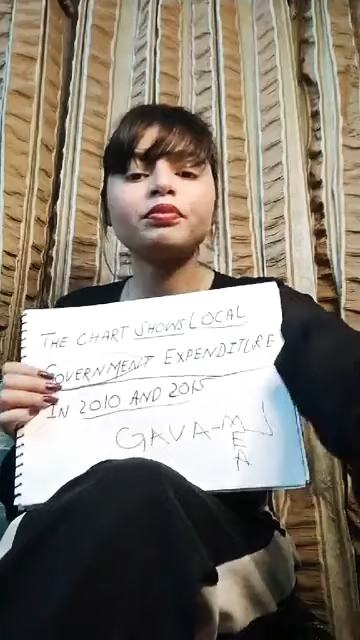 THE CHART SHOWS LOCAL
GOVERNMENT EXPENDITURE
IN 2010 AND 2015
GAVA-M
E
A